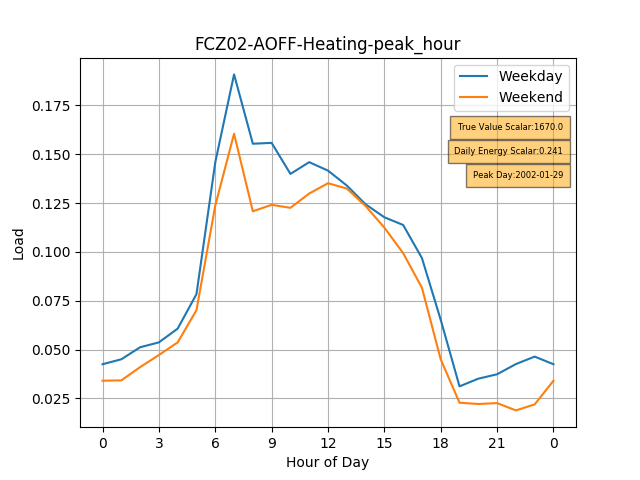 FCZ02-AOFF-Heating-peak_hour
Weekday
Weekend
True Value Scalar:1670.0
Daily Energy Scalar:0.241
Peak Day:2002-01-29
0.175
0.150
0.125
0.100
0.075
0.050
0.025
Load
0 3 6 9 12 15 18 21 0
Hour of Day